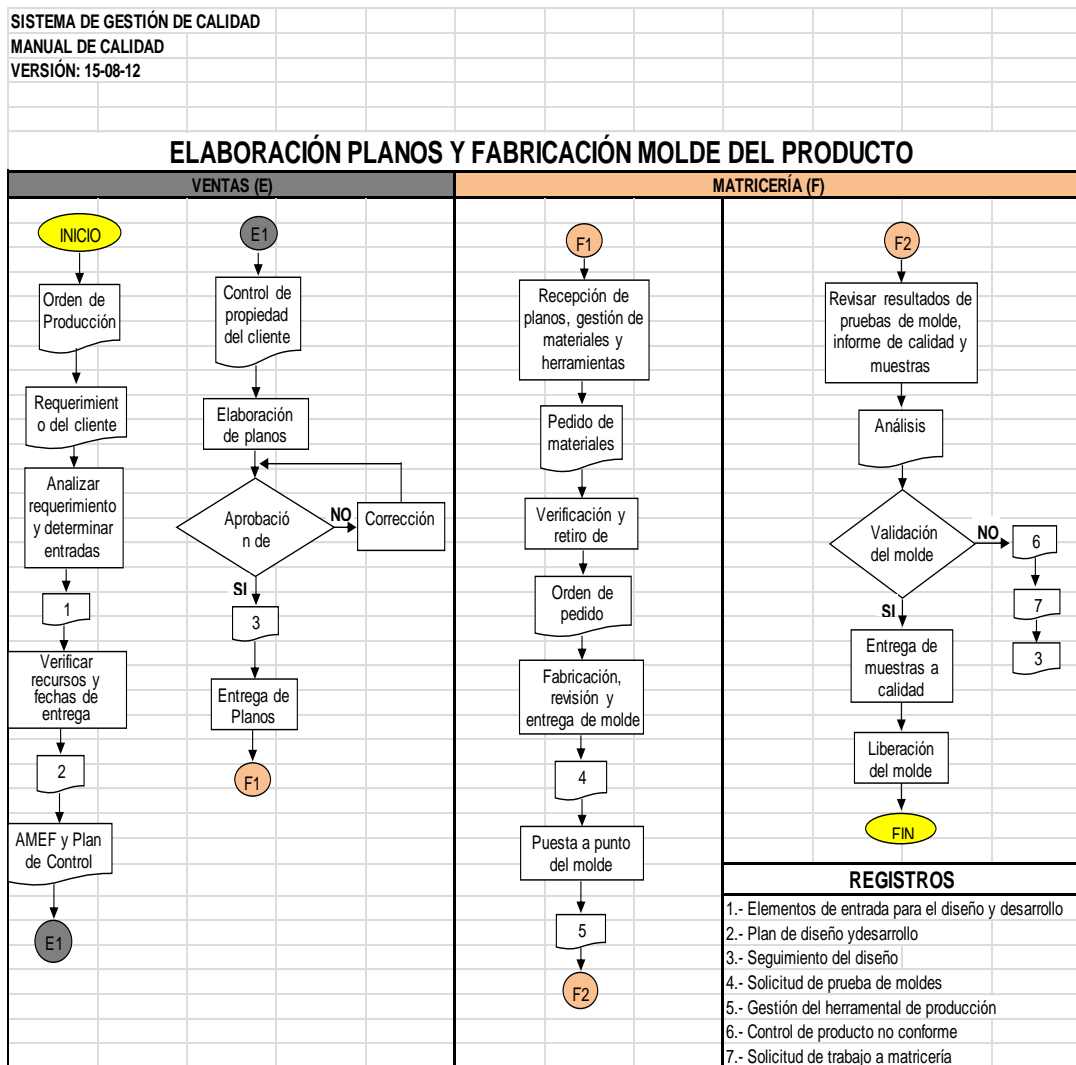 SISTEMA DE GESTIÓN DE CALIDAD
MANUAL DE CALIDAD
VERSIÓN: 15-08-12
ELABORACIÓN PLANOS Y FABRICACIÓN MOLDE DEL PRODUCTO
VENTAS (E)
MATRICERÍA (F)
INICIO
Orden de
Producción
Requerimient
o del cliente
Analizar
requerimiento
y determinar
entradas
1
Verificar
recursos y
fechas de
entrega
2
AMEF y Plan
de Control
E1
E1
Control de
propiedad
del cliente
Elaboración
de planos
Aprobació
n de
NO
Corrección
SI
3
Entrega de
Planos
F1
F1
Recepción de
planos, gestión de
materiales y
herramientas
Pedido de
materiales
Verificación y
retiro de
Orden de
pedido
Fabricación,
revisión y
entrega de molde
4
Puesta a punto
del molde
5
F2
F2
Revisar resultados de
pruebas de molde,
informe de calidad y
muestras
Análisis
Validación
del molde
NO
6
7
3
SI
Entrega de
muestras a
calidad
Liberación
del molde
FIN
REGISTROS
1.- Elementos de entrada para el diseño y desarrollo
2.- Plan de diseño ydesarrollo
3.- Seguimiento del diseño
4.- Solicitud de prueba de moldes
5.- Gestión del herramental de producción
6.- Control de producto no conforme
7.- Solicitud de trabajo a matricería